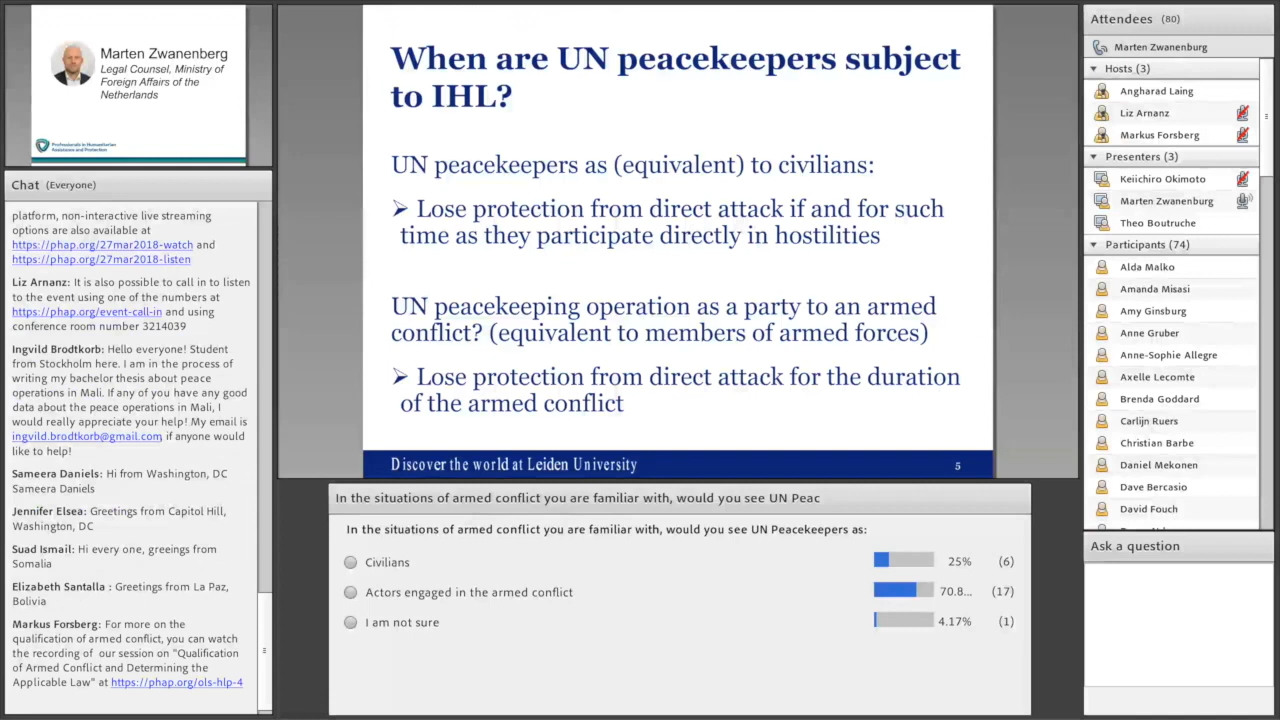 Marten Zwanenberg
Legal Counsel, Ministry of
Foreign Affairs of the
Netherlands
Professionals in Humanitarian
Assistance and Protection
Chat (Everyone)
platform, non-interactive live streaming
options are also available at
https://phap.org/27mar2018-watch and
https://phap.org/27mar2018-listen
Liz Arnanz: It is also possible to call in to listen
to the event using one of the numbers at
https://phap.org/event-call-in and using
conference room number 3214039
Ingvild Brodtkorb: Hello everyone! Student
from Stockholm here. I am in the process of
writing my bachelor thesis about peace
operations in Mali. If any of you have any good
data about the peace operations in Mali, I
would really appreciate your help! My email is
ingvild.brodtkorb@gmail.com, if anyone would
like to help!
Sameera Daniels: Hi from Washington, DC
Sameera Daniels
Jennifer Elsea: Greetings from Capitol Hill,
Washington, DC
Suad Ismail: Hi every one, greeings from
Somalia
Elizabeth Santalla : Greetings from La Paz,
Bolivia
Markus Forsberg: For more on the
qualification of armed conflict, you can watch
the recording of our session on "Qualification
of Armed Conflict and Determining the
Applicable Law" at https://phap.org/ols-hlp-4
When are UN peacekeepers subject
to IHL?
UN peacekeepers as (equivalent) to civilians:
➢ Lose protection from direct attack if and for such
time as they participate directly in hostilities
UN peacekeeping operation as a party to an armed
conflict? (equivalent to members of armed forces)
➢ Lose protection from direct attack for the duration
of the armed conflict
Discover the world at Leiden University 5
In the situations of armed conflict you are familiar with, would you see UN Peac
In the situations of armed conflict you are familiar with, would you see UN Peacekeepers as:
Civilians 25% (6)
Actors engaged in the armed conflict 70.8... (17)
I am not sure 4.17% (1)
Attendees (80)
Marten Zwanenburg
Hosts (3)
Angharad Laing
Liz Arnanz
Markus Forsberg
Presenters (3)
Keiichiro Okimoto
Marten Zwanenburg
Theo Boutruche
Participants (74)
Alda Malko
Amanda Misasi
Amy Ginsburg
Anne Gruber
Anne-Sophie Allegre
Axelle Lecomte
Brenda Goddard
Carlijn Ruers
Christian Barbe
Daniel Mekonen
Dave Bercasio
David Fouch
Ask a question